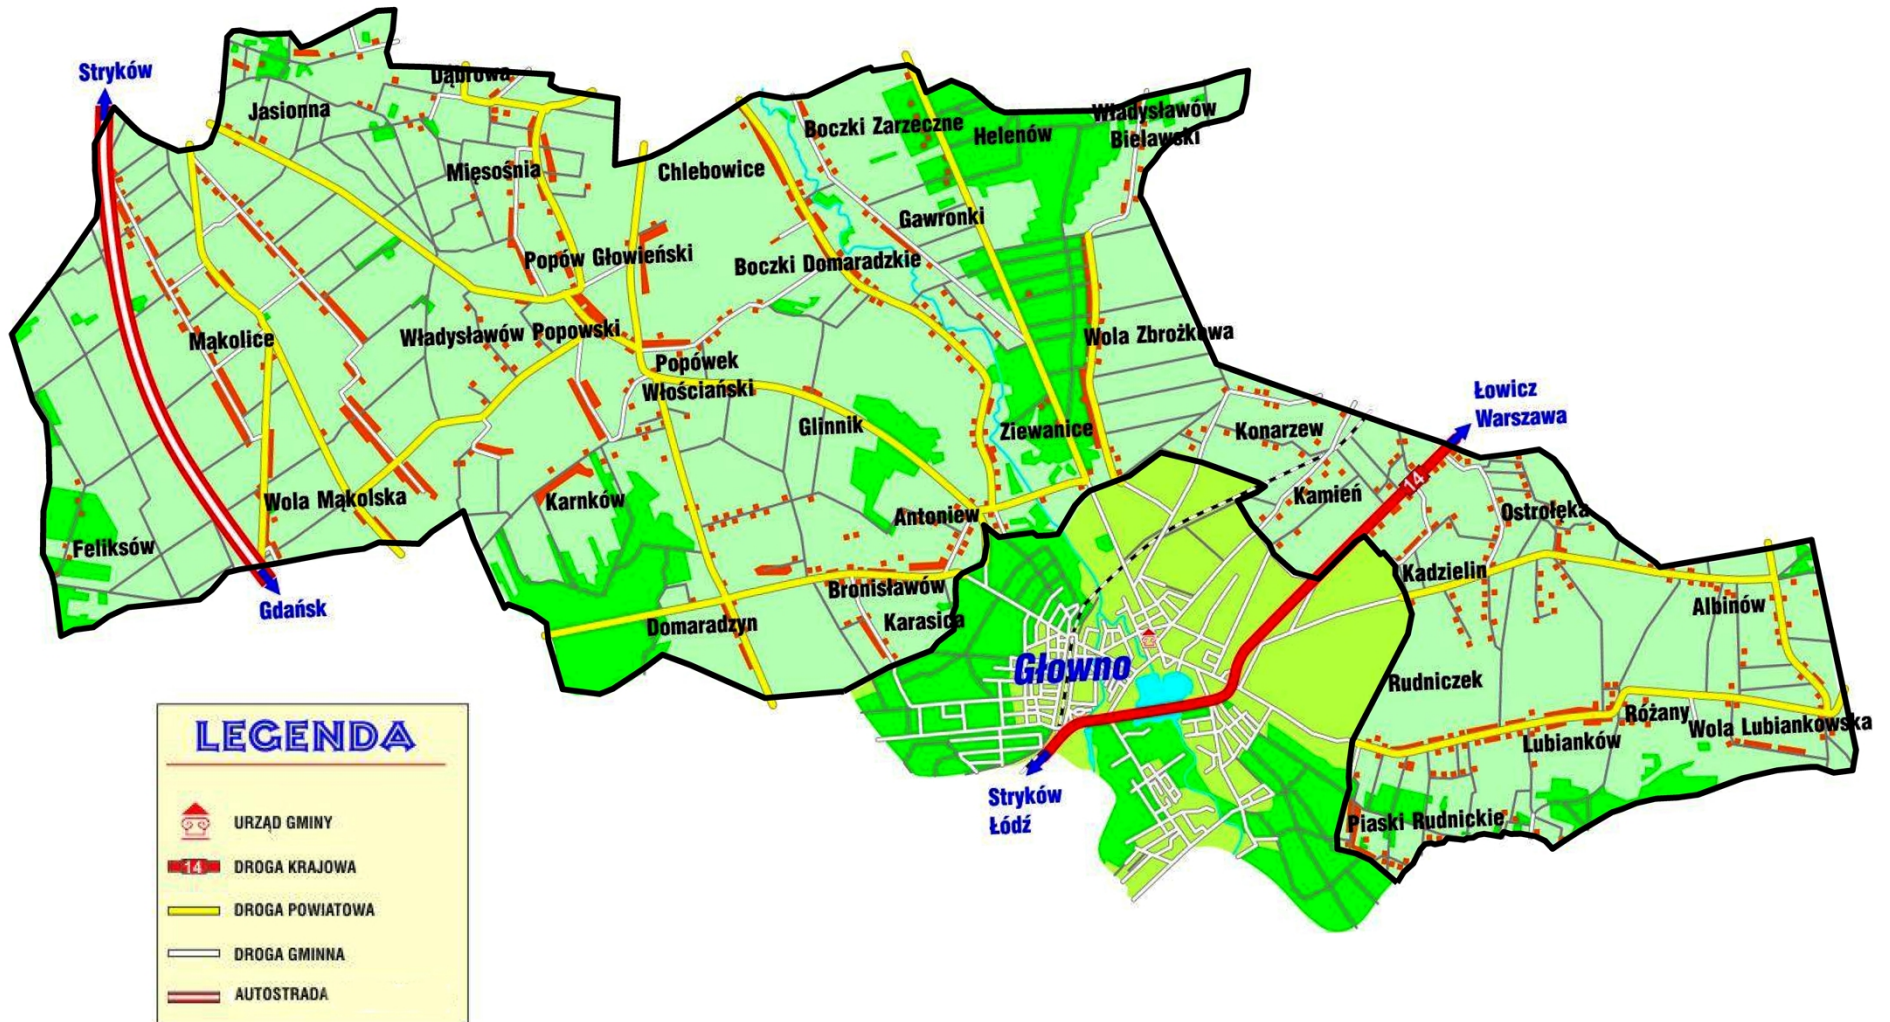 Stryków
Jasionna
Dąbrowa
Mięsośnia
Chlebowice
Boczki Zarzeczne
Helenów
Władysławów
Bielawski
Gawronki
Popów Głowieński
Boczki Domaradzkie
Mąkolice
Władysławów Popowski
Popówek
Włościański
Wola Zbrożkowa
Łowicz
Warszawa
Glinnik
Ziewanice
Konarzew
14
Wola Mąkolska
Karnków
Antoniew
Kamień
Ostrołęka
Feliksów
Gdańsk
Bronisławów
Kadzielin
Karasica
Domaradzyn
Albinów
Głowno
Rudniczek
Różany
Wola Lubiankowska
Lubianków
Stryków
Łódź
Piaski Rudnickie
LEGENDA
URZĄD GMINY
14 DROGA KRAJOWA
DROGA POWIATOWA
DROGA GMINNA
AUTOSTRADA